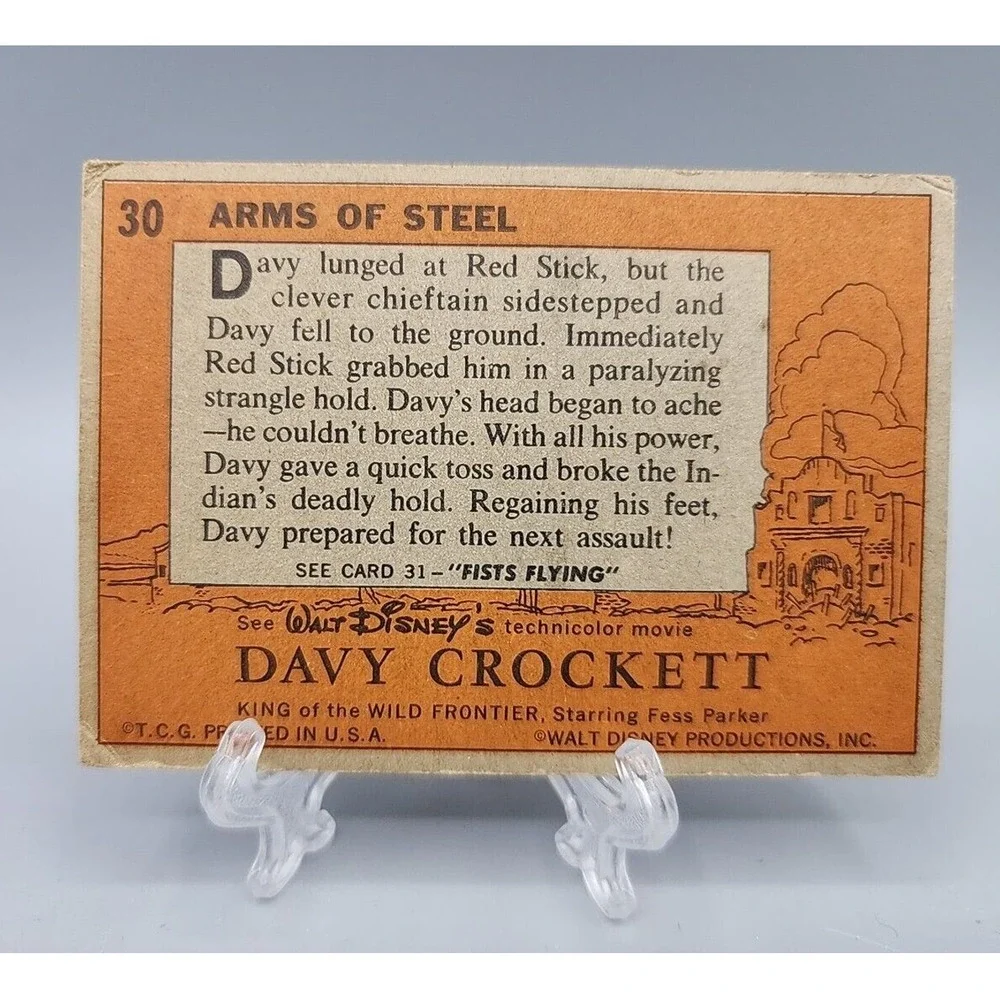 30 ARMS OF STEEL
Davy lunged at Red Stick, but the
clever chieftain sidestepped and
Davy fell to the ground. Immediately
Red Stick grabbed him in a paralyzing
strangle hold. Davy's head began to ache
—he couldn't breathe. With all his power,
Davy gave a quick toss and broke the In-
dian's deadly hold. Regaining his feet,
Davy prepared for the next assault!
SEE CARD 31–"FISTS FLYING"
See WALT DISNEY'S technicolor movie
DAVY CROCKETT
KING of the WILD FRONTIER, Starring Fess Parker
©T.C.G. PRINTED IN U.S.A. ©WALT DISNEY PRODUCTIONS, INC.